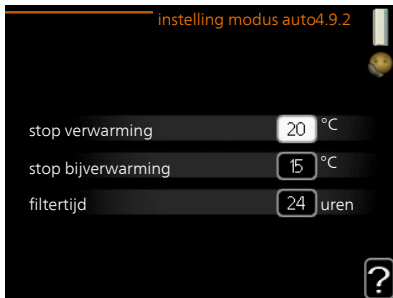 instelling modus auto4.9.2
stop verwarming 20 °C
stop bijverwarming 15 °C
filtertijd 24 uren
?